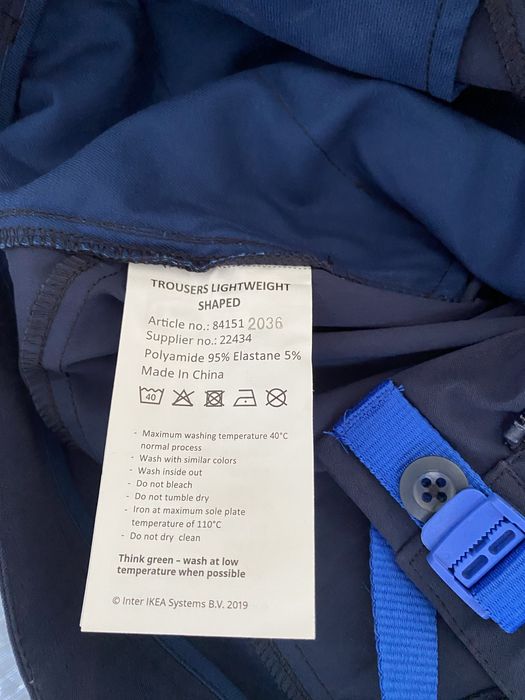 TROUSERS LIGHTWEIGHT
SHAPED
Article no.: 84151 2036
Supplier no.: 22434
Polyamide 95% Elastane 5%
Made In China
40
- Maximum washing temperature 40°C
normal process
- Wash with similar colors
- Wash inside out
- Do not bleach
- Do not tumble dry
- Iron at maximum sole plate
temperature of 110°C
- Do not dry clean
Think green – wash at low
temperature when possible
© Inter IKEA Systems B.V. 2019